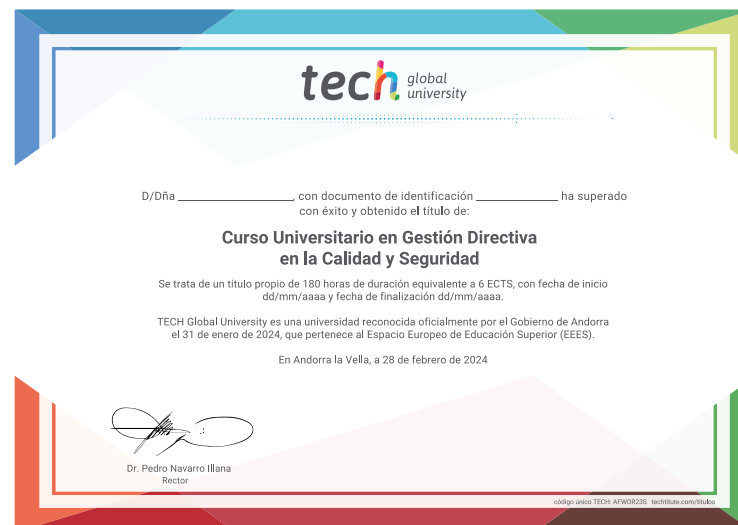 tech global university
D/Dña ______________, con documento de identificación __________ ha superado
con éxito y obtenido el título de:
Curso Universitario en Gestión Directiva
en la Calidad y Seguridad
Se trata de un título propio de 180 horas de duración equivalente a 6 ECTS, con fecha de inicio
dd/mm/aaaa y fecha de finalización dd/mm/aaaa.
TECH Global University es una universidad reconocida oficialmente por el Gobierno de Andorra
el 31 de enero de 2024, que pertenece al Espacio Europeo de Educación Superior (EEES).
En Andorra la Vella, a 28 de febrero de 2024
Dr. Pedro Navarro Illana
Rector
código único TECH: AFWOR23S techtitute.com/titulos